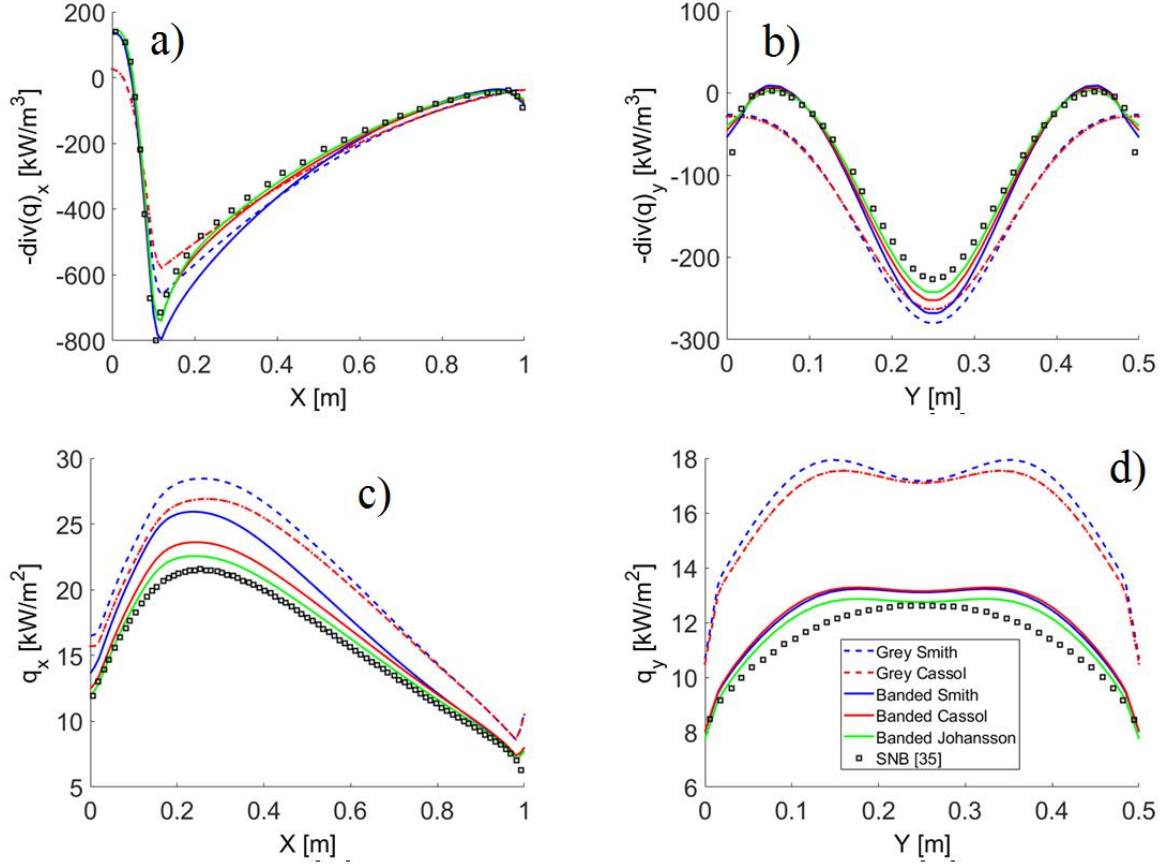 a)
200
0
-200
-400
-600
-800
-div(q)x [kW/m3]
0 0.2 0.4 0.6 0.8 1
X [m]
b)
100
0
-100
-200
-300
-div(q)y [kW/m3]
0 0.1 0.2 0.3 0.4 0.5
Y [m]
c)
30
25
20
15
10
5
qx [kW/m2]
0 0.2 0.4 0.6 0.8 1
X [m]
d)
18
16
14
12
10
8
6
qy [kW/m2]
Grey Smith
Grey Cassol
Banded Smith
Banded Cassol
Banded Johansson
SNB [35]
0 0.1 0.2 0.3 0.4 0.5
Y [m]